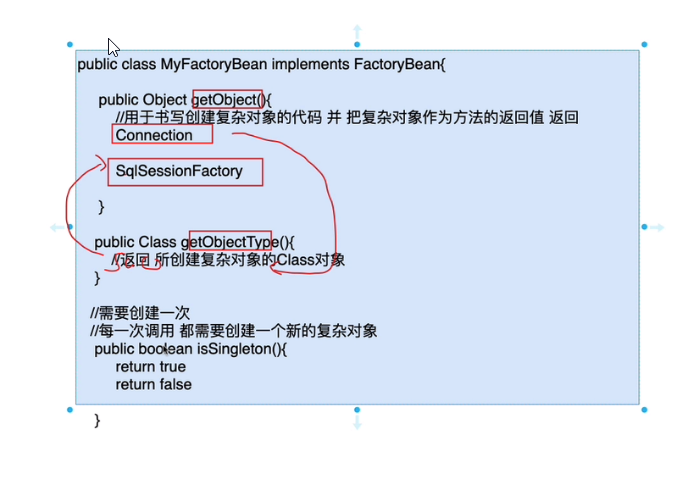 public class MyFactoryBean implements FactoryBean{
public Object getObject(){
//用于书写创建复杂对象的代码 并 把复杂对象作为方法的返回值 返回
Connection
SqlSessionFactory
}
public Class getObjectType(){
//返回 所创建复杂对象的Class对象
}
//需要创建一次
//每一次调用 都需要创建一个新的复杂对象
public boolean isSingleton(){
return true
return false
}